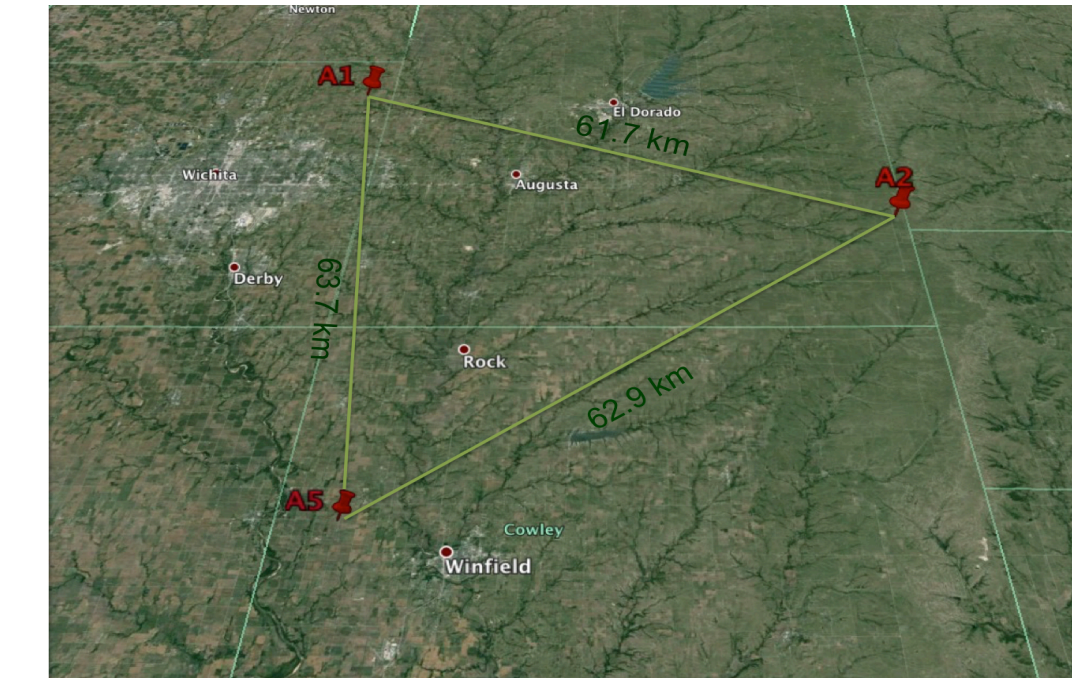 Newton
A1
El Dorado
61.7 km
Wichita
Augusta
A2
Derby
63.7 km
Rock
62.9 km
A5
Cowley
Winfield